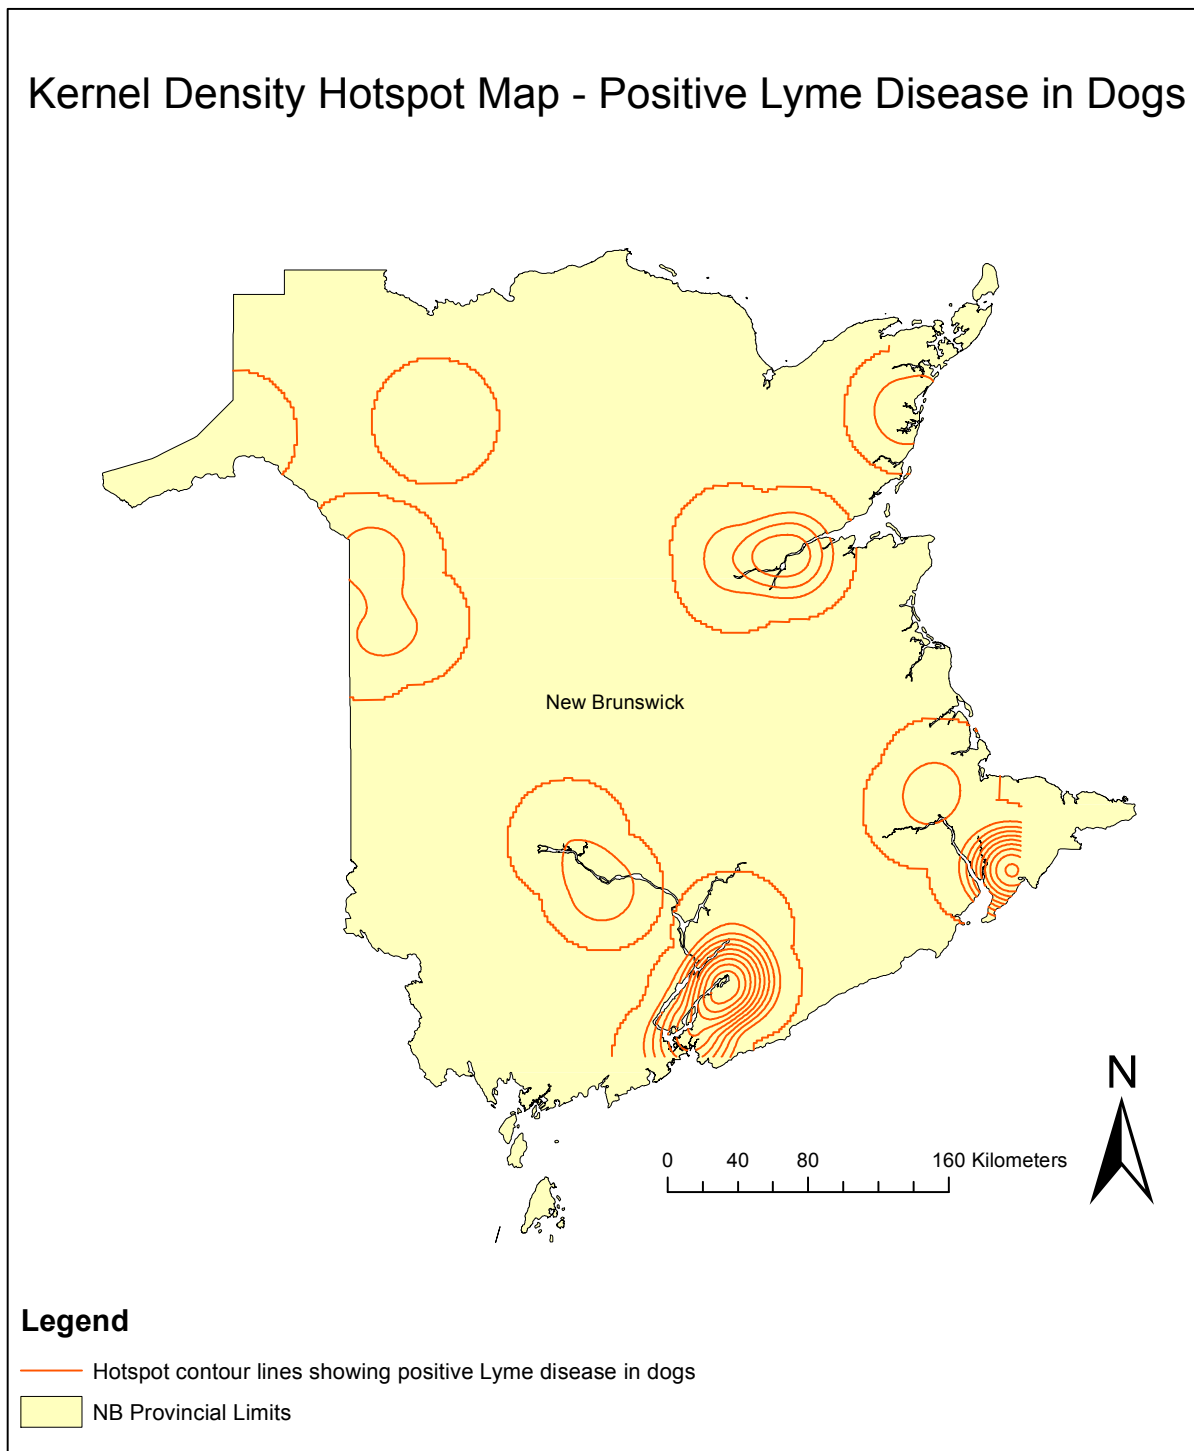 Kernel Density Hotspot Map - Positive Lyme Disease in Dogs
New Brunswick
N
0 40 80 160 Kilometers
Legend
Hotspot contour lines showing positive Lyme disease in dogs
NB Provincial Limits